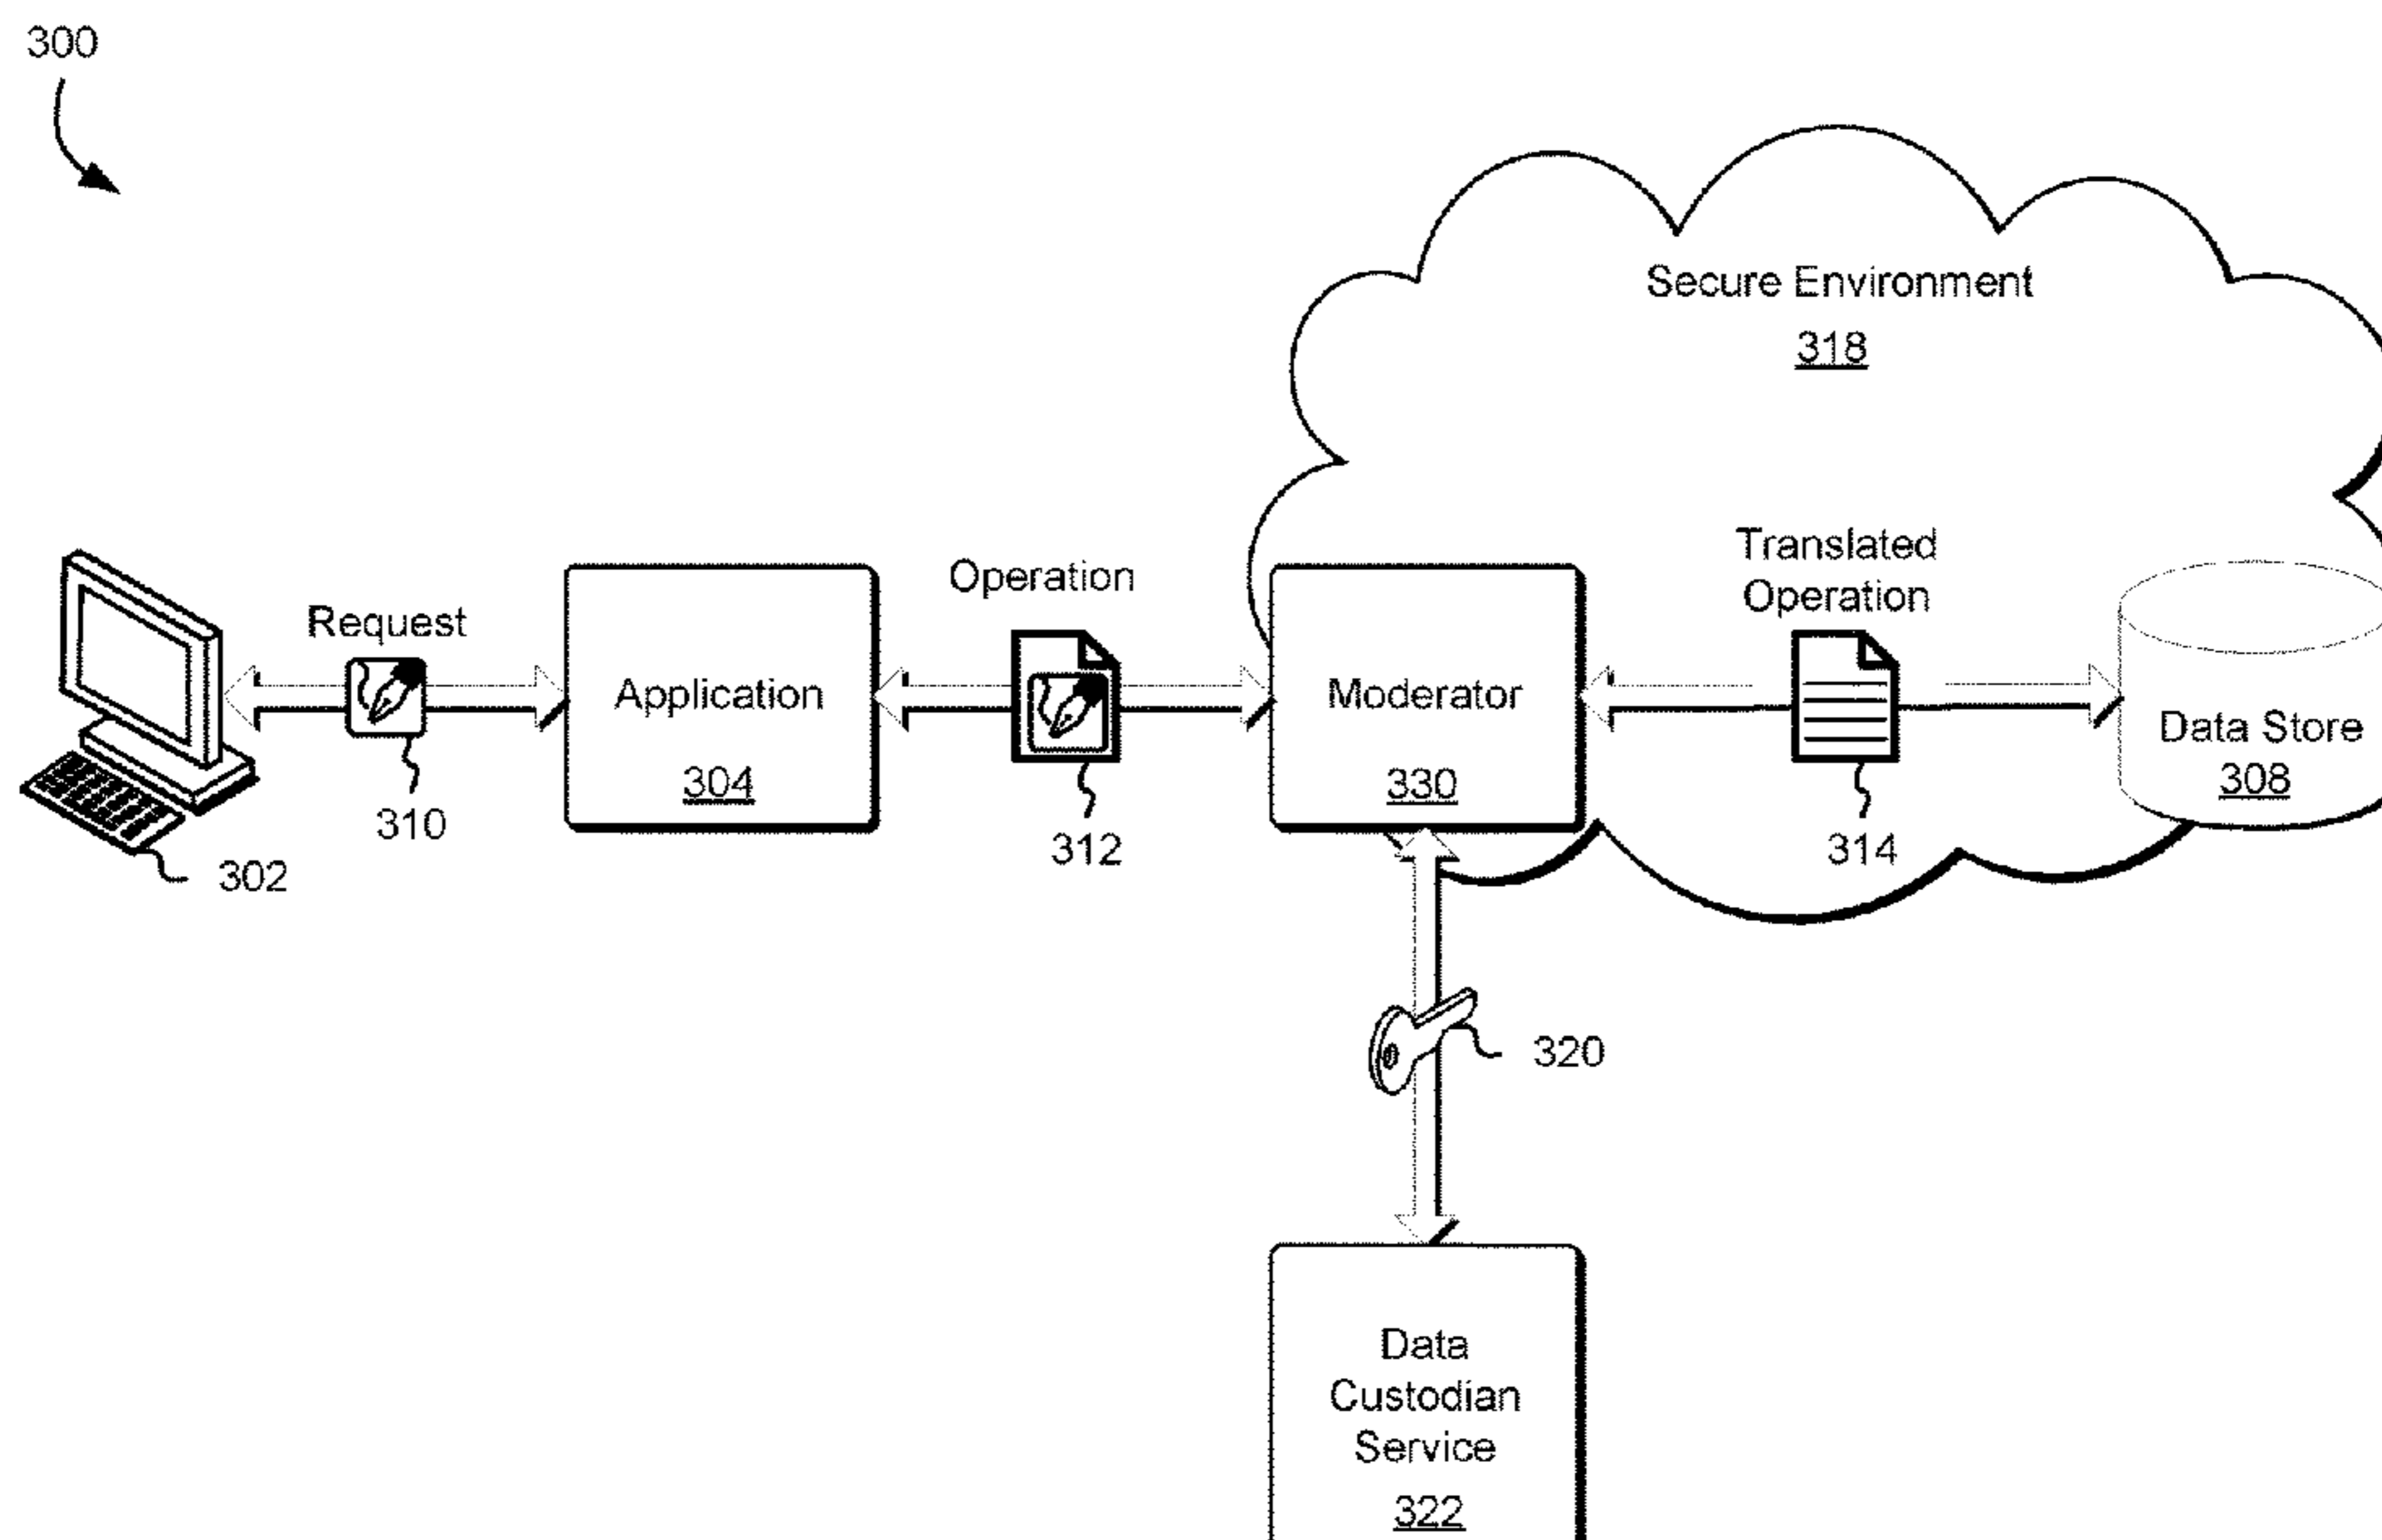 300
Secure Environment
318
Translated
Operation
Operation
Request
Application
Moderator
Data Store
304
330
308
310
312
314
302
320
Data
Custodian
Service
322